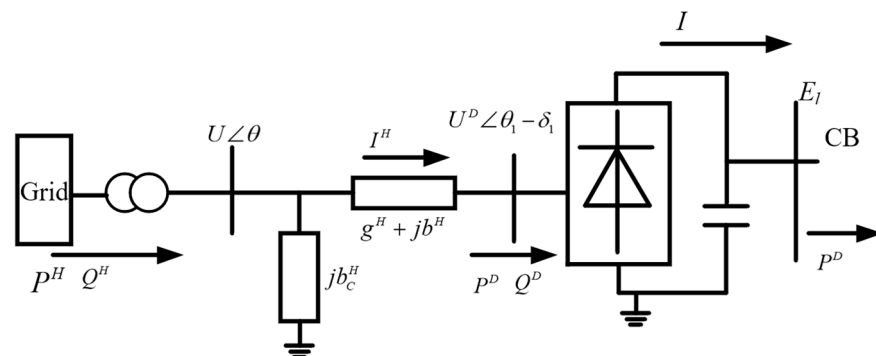 I
E_l
U∠θ
I^H
U^D∠θ_1-δ_1
CB
Grid
g^H + jb^H
P^H Q^H
jb_C^H
P^D Q^D
P^D